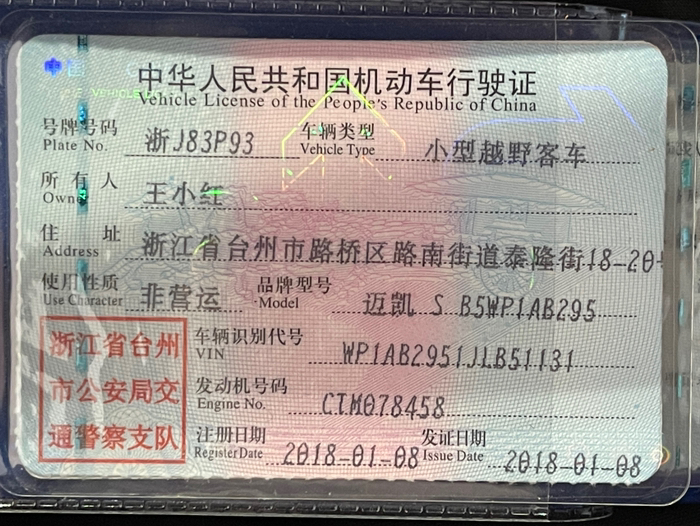 中华人民共和国机动车行驶证
Vehicle License of the People's Republic of China
号牌号码 浙J83P93 车辆类型 小型越野客车
Plate No. Vehicle Type
所有人 王小红
Owner
住址 浙江省台州市路桥区路南街道泰隆街18-20
Address
使用性质 非营运 品牌型号 迈凯 S B5WP1AB295
Use Character Model
浙江省台州
市公安局交
通警察支队
车辆识别代号 WP1AB2951JLB51131
VIN
发动机号码 CTM078458
Engine No.
注册日期 2018-01-08 发证日期 2018-01-08
Register Date Issue Date